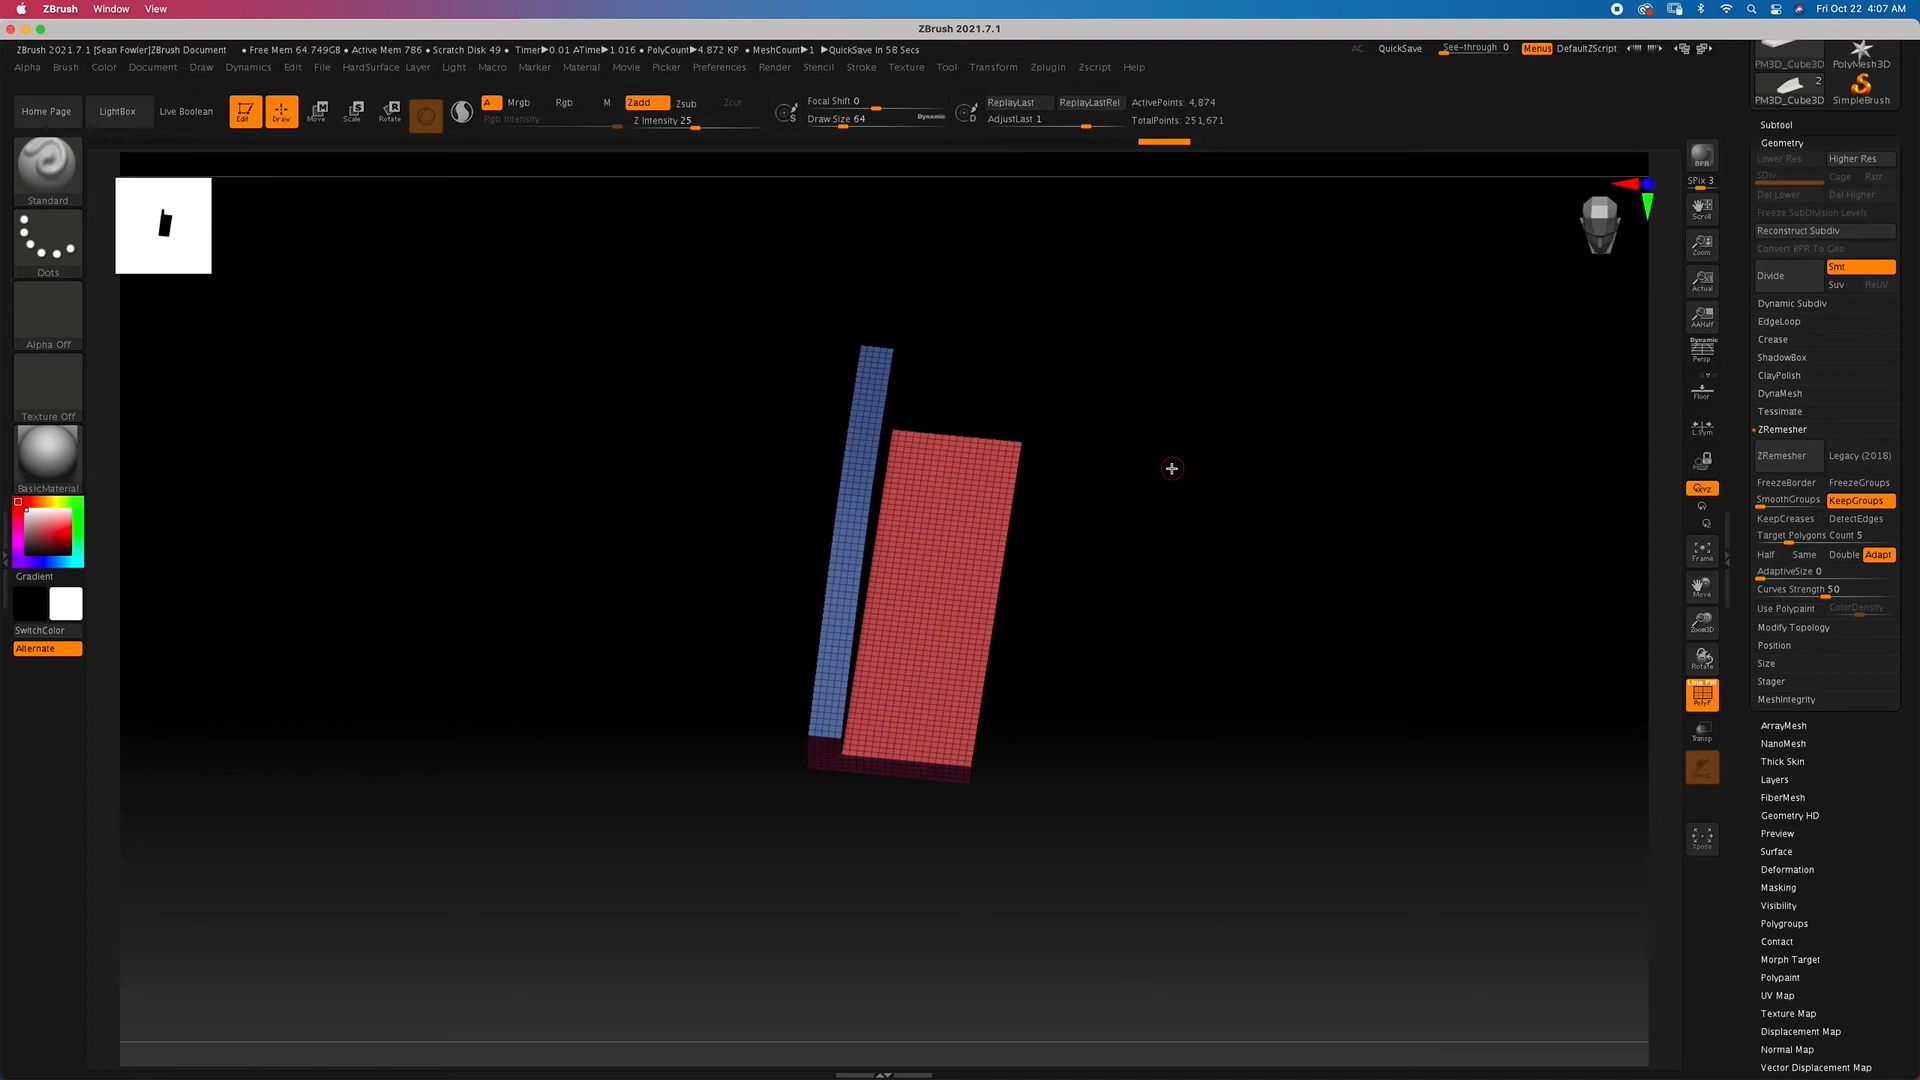 ZBrush Window View Fri Oct 22 4:07 AM
ZBrush 2021.7.1
ZBrush 2021.7.1 [Sean Fowler]ZBrush Document • Free Mem 64.749GB • Active Mem 786 • Scratch Disk 49 • Timer▶0.01 ATime▶1.016 • PolyCount▶4.872 KP • MeshCount▶1 ▶QuickSave In 58 Secs AC QuickSave See-through 0 Menus DefaultZScript
Alpha Brush Color Document Draw Dynamics Edit File HardSurface Layer Light Macro Marker Material Movie Picker Preferences Render Stencil Stroke Texture Tool Transform Zplugin Zscript Help
Home Page LightBox Live Boolean Edit Draw Move Scale Rotate
A Mrgb Rgb M Zadd Zsub Zcut
Rgb Intensity Z Intensity 25
Focal Shift 0
Draw Size 64 Dynamic
S D
ReplayLast ReplayLastRel
AdjustLast 1
ActivePoints: 4,874
TotalPoints: 251,671
Standard
Dots
Alpha Off
Texture Off
BasicMaterial
Gradient
SwitchColor
Alternate
BPR
SPix 3
Scroll
Zoom
Actual
AAHalf
Dynamic
Persp
Floor
L.Sym
XYZ
Frame
Move
Zoom3D
Rotate
Line Fill
PolyF
Transp
Xpose
PM3D_Cube3D PolyMesh3D
2
PM3D_Cube3D SimpleBrush
Subtool
Geometry
Lower Res Higher Res
SDiv Cage Rstr
Del Lower Del Higher
Freeze SubDivision Levels
Reconstruct Subdiv
Convert BPR To Geo
Divide Smt
Suv ReUV
Dynamic Subdiv
EdgeLoop
Crease
ShadowBox
ClayPolish
DynaMesh
Tessimate
ZRemesher
ZRemesher Legacy (2018)
FreezeBorder FreezeGroups
SmoothGroups KeepGroups
KeepCreases DetectEdges
Target Polygons Count 5
Half Same Double Adapt
AdaptiveSize 0
Curves Strength 50
Use Polypaint ColorDensity
Modify Topology
Position
Size
Stager
MeshIntegrity
ArrayMesh
NanoMesh
Thick Skin
Layers
FiberMesh
Geometry HD
Preview
Surface
Deformation
Masking
Visibility
Polygroups
Contact
Morph Target
Polypaint
UV Map
Texture Map
Displacement Map
Normal Map
Vector Displacement Map